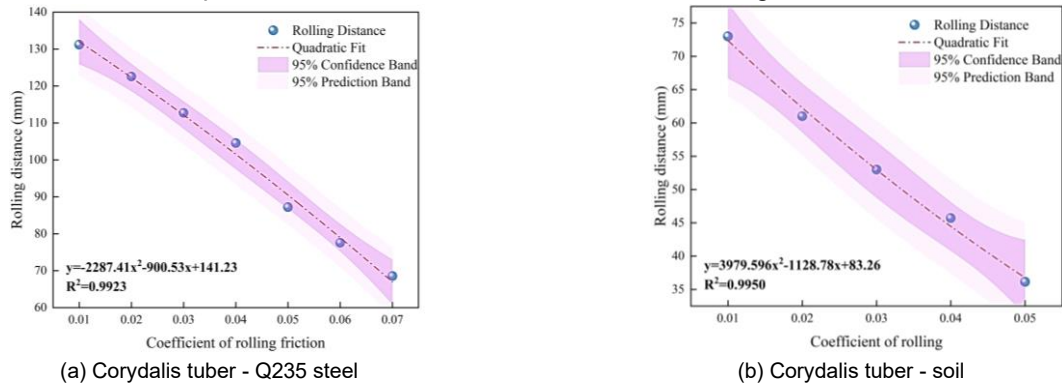 140
130
120
110
100
90
80
70
60
Rolling distance (mm)
Rolling Distance
Quadratic Fit
95% Confidence Band
95% Prediction Band
y=-2287.41x²-900.53x+141.23
R²=0.9923
0.01 0.02 0.03 0.04 0.05 0.06 0.07
Coefficient of rolling friction
(a) Corydalis tuber - Q235 steel
75
70
65
60
55
50
45
40
35
Rolling distance (mm)
Rolling Distance
Quadratic Fit
95% Confidence Band
95% Prediction Band
y=3979.596x²-1128.78x+83.26
R²=0.9950
0.01 0.02 0.03 0.04 0.05
Coefficient of rolling
(b) Corydalis tuber - soil